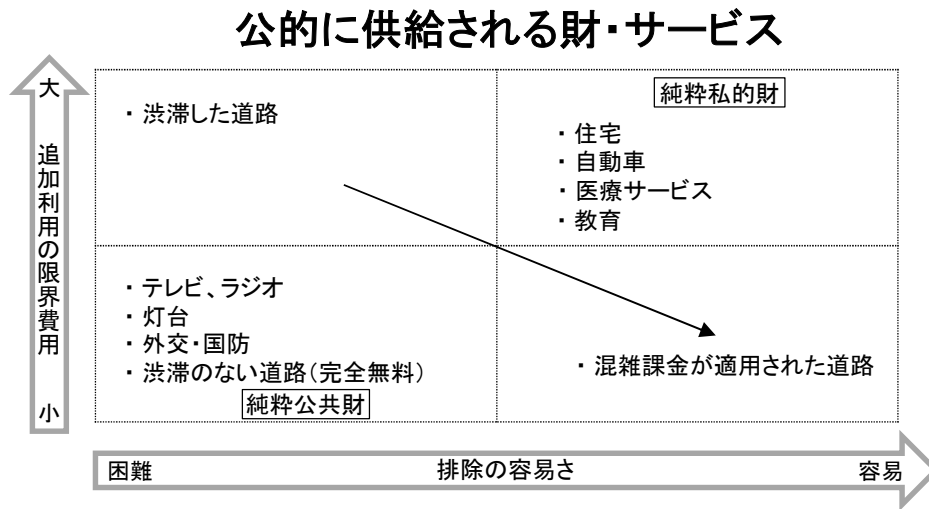 公的に供給される財・サービス
大　追加利用の限界費用　小
・渋滞した道路
純粋私的財
・住宅
・自動車
・医療サービス
・教育
・テレビ、ラジオ
・灯台
・外交・国防
・渋滞のない道路(完全無料)
純粋公共財
・混雑課金が適用された道路
困難　排除の容易さ　容易